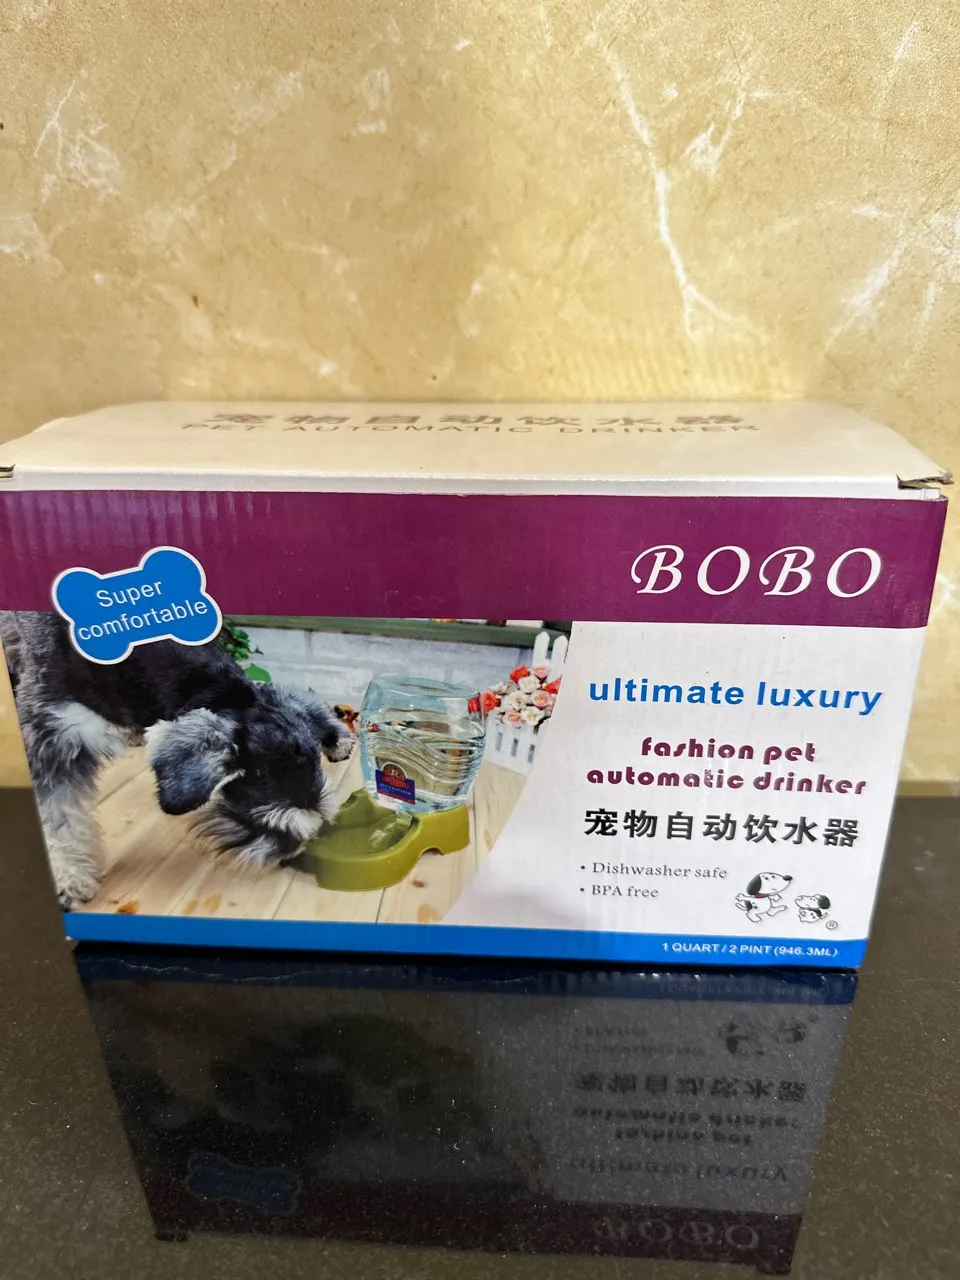 宠物自动饮水器
PET AUTOMATIC DRINKER
BOBO
Super
comfortable
ultimate luxury
fashion pet
automatic drinker
宠物自动饮水器
• Dishwasher safe
• BPA free
®
1 QUART / 2 PINT (946.3ML)